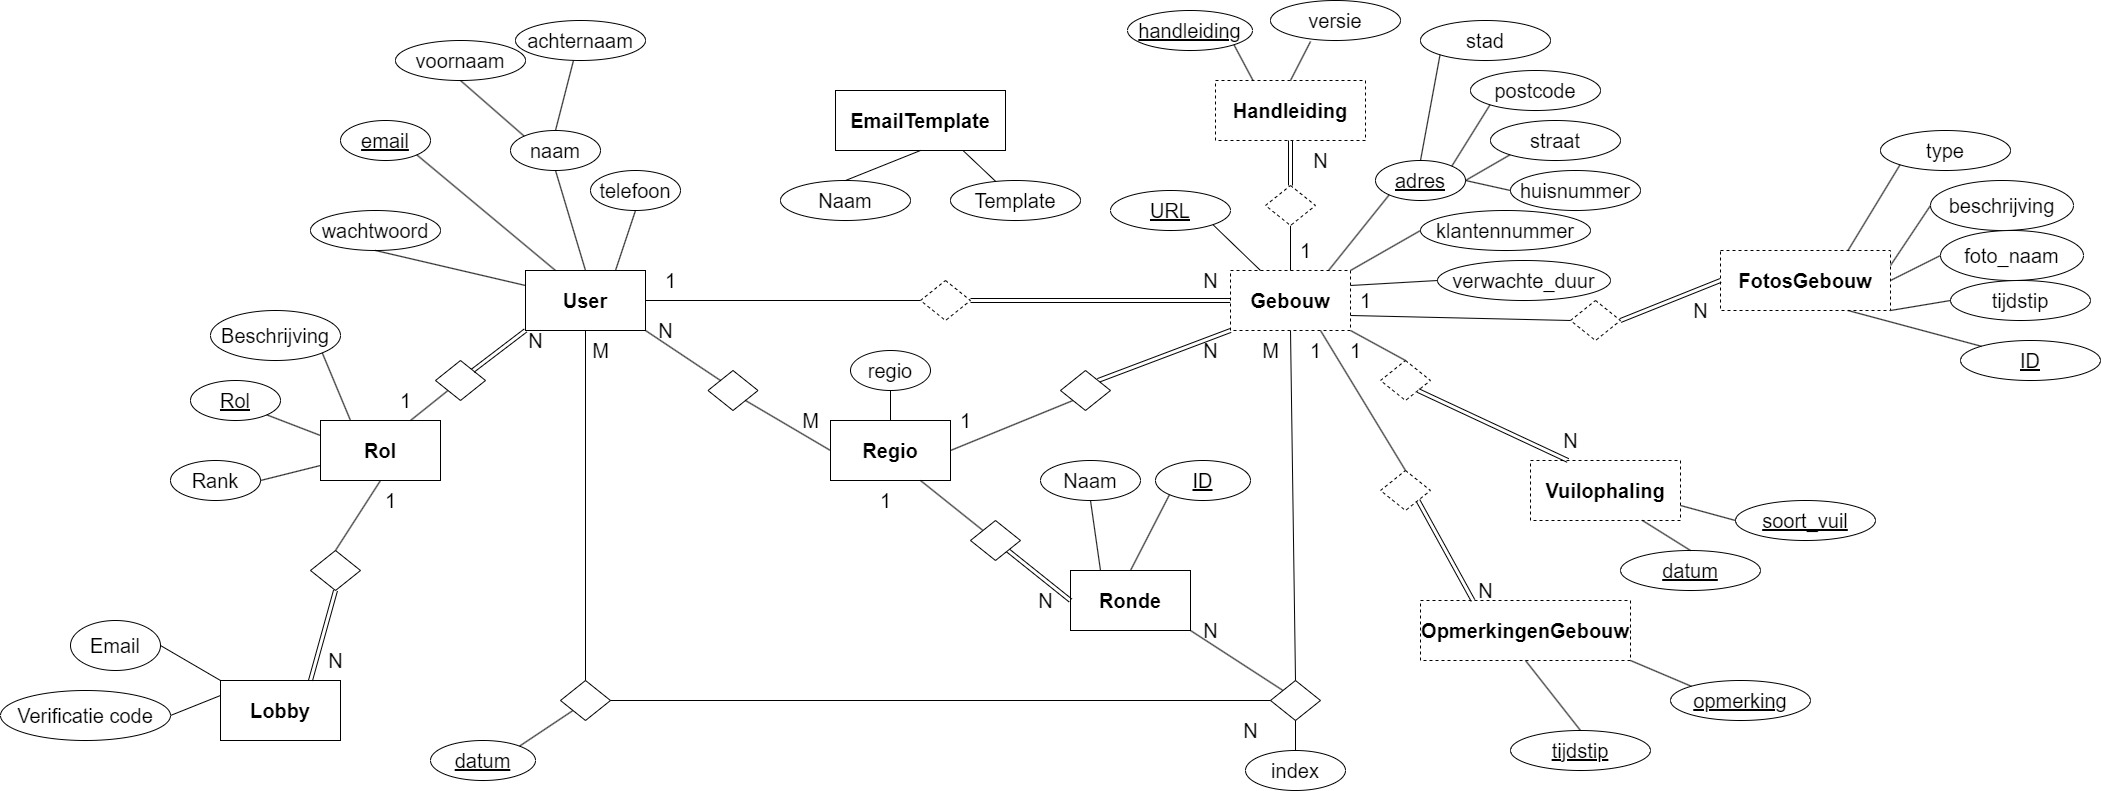 achternaam
voornaam
naam
email
telefoon
wachtwoord
User
Beschrijving
Rol
Rank
Rol
1
N
1
N
Email
Verificatie code
Lobby
EmailTemplate
Naam
Template
handleiding
versie
Handleiding
N
1
URL
stad
postcode
straat
adres
huisnummer
klantennummer
verwachte_duur
Gebouw
1
N
type
beschrijving
foto_naam
tijdstip
ID
FotosGebouw
1
N
N
M
M
regio
Regio
1
N
1
N
Naam
ID
Ronde
N
M
1
1
N
Vuilophaling
soort_vuil
datum
N
OpmerkingenGebouw
opmerking
tijdstip
datum
N
index